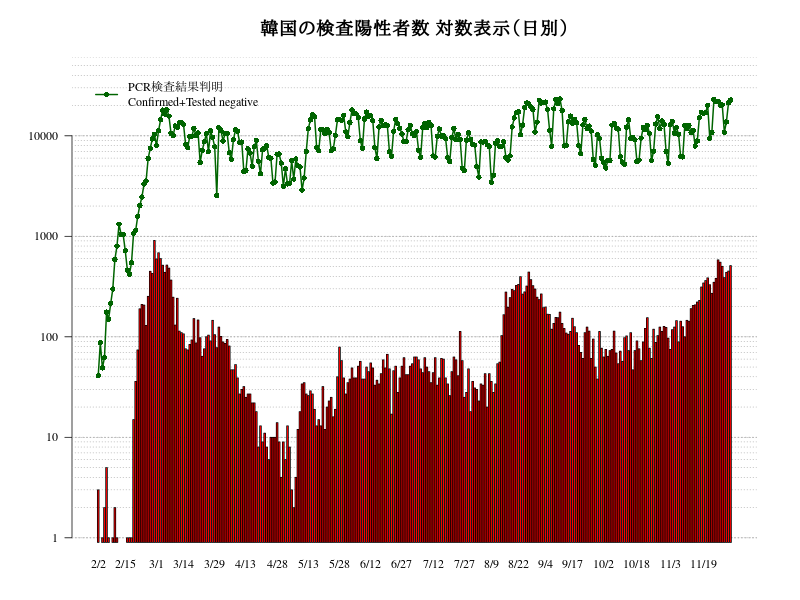 韓国の検査陽性者数 対数表示(日別)
PCR検査結果判明
Confirmed+Tested negative
10000
1000
100
10
1
2/2 2/15 3/1 3/14 3/29 4/13 4/28 5/13 5/28 6/12 6/27 7/12 7/27 8/9 8/22 9/4 9/17 10/2 10/18 11/3 11/19